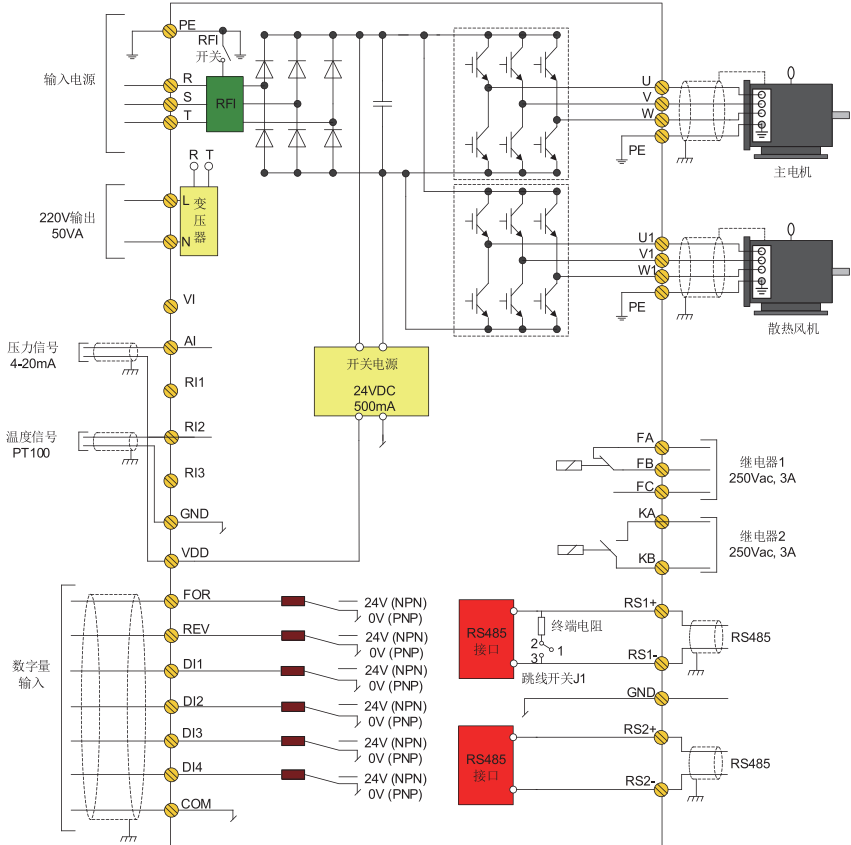 PE
RFI
开关
输入电源
R
S
T
RFI
U
V
W
PE
主电机
R T
L
N
变
压
器
220V输出
50VA
U1
V1
W1
PE
散热风机
VI
压力信号
4-20mA
AI
RI1
开关电源
24VDC
500mA
温度信号
PT100
RI2
RI3
GND
VDD
FA
FB
FC
继电器1
250Vac, 3A
KA
KB
继电器2
250Vac, 3A
数字量
输入
FOR
24V (NPN)
0V (PNP)
REV
24V (NPN)
0V (PNP)
DI1
24V (NPN)
0V (PNP)
DI2
24V (NPN)
0V (PNP)
DI3
24V (NPN)
0V (PNP)
DI4
24V (NPN)
0V (PNP)
COM
RS485
接口
RS1+
终端电阻
2
1
3
RS1-
跳线开关J1
RS485
GND
RS485
接口
RS2+
RS2-
RS485